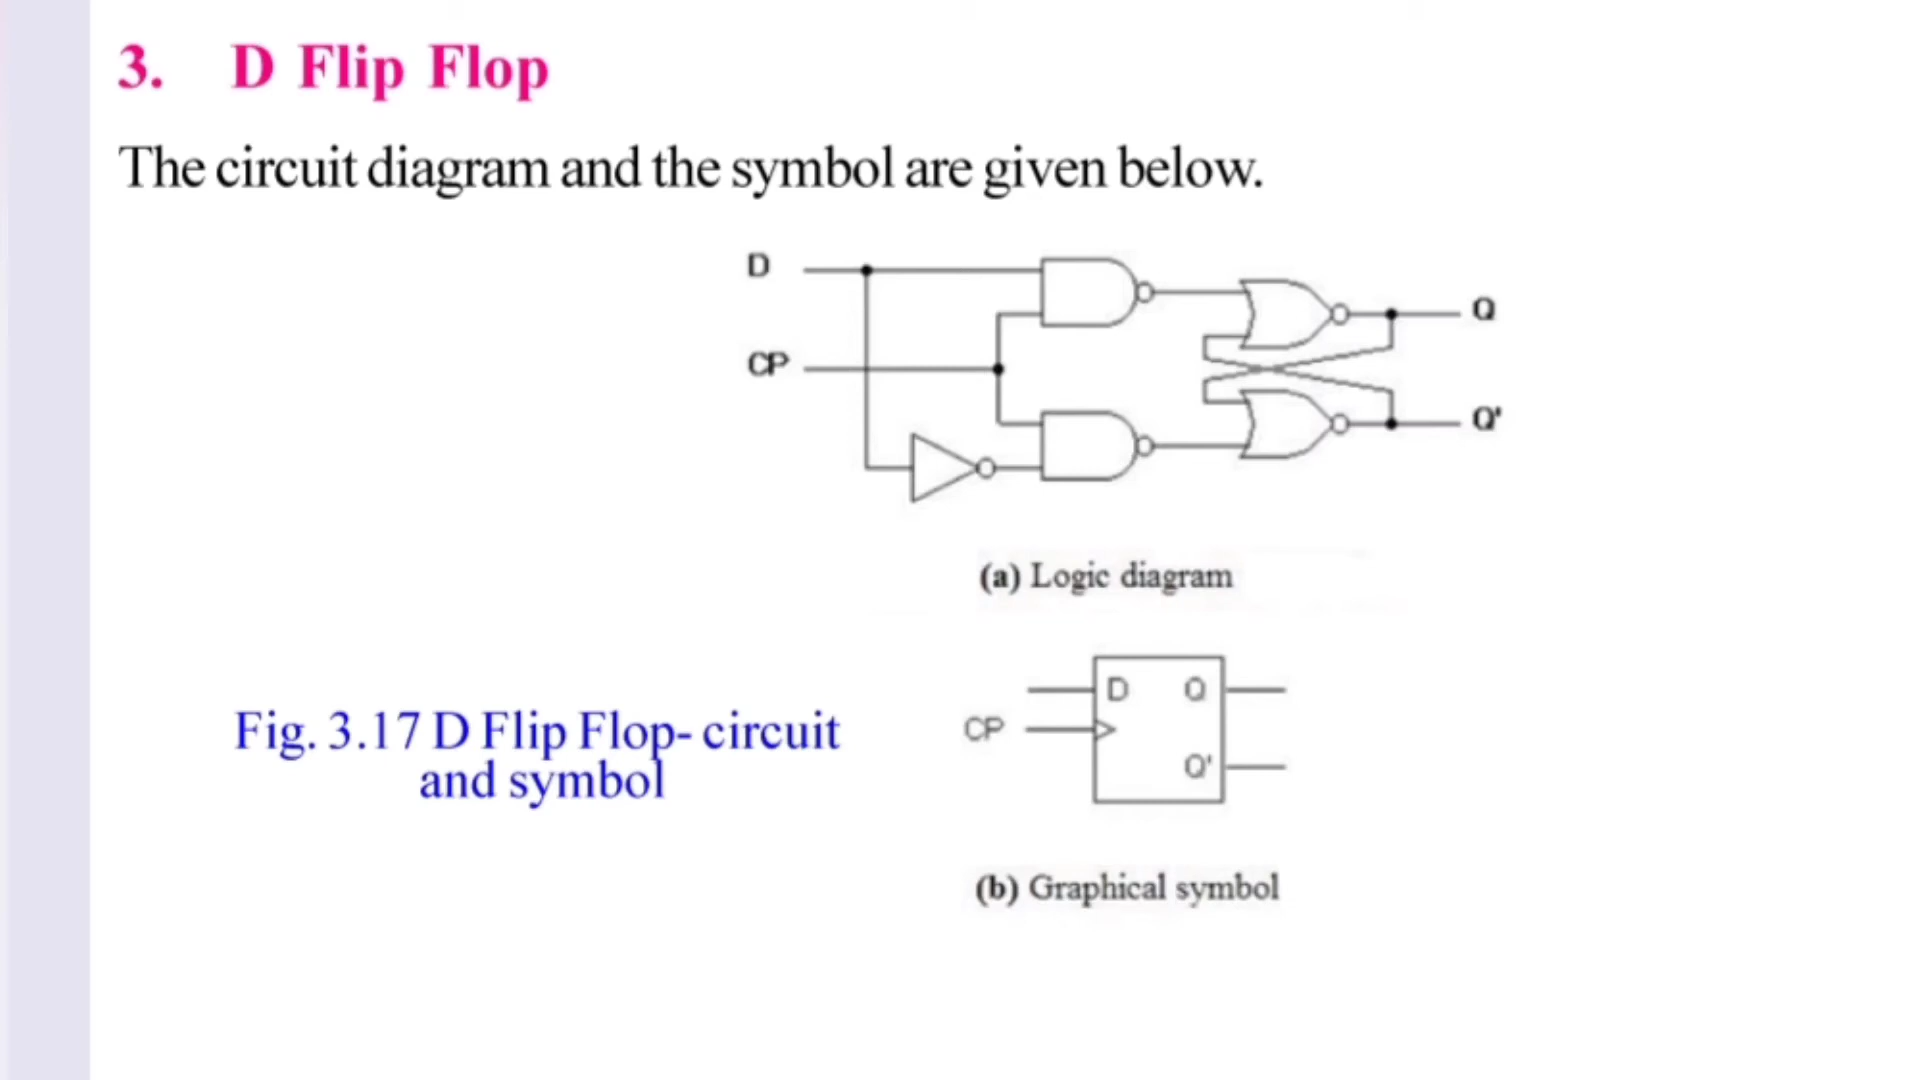 3. D Flip Flop
The circuit diagram and the symbol are given below.
D
Q
CP
Q'
(a) Logic diagram
D Q
CP
Q'
Fig. 3.17 D Flip Flop- circuit
and symbol
(b) Graphical symbol